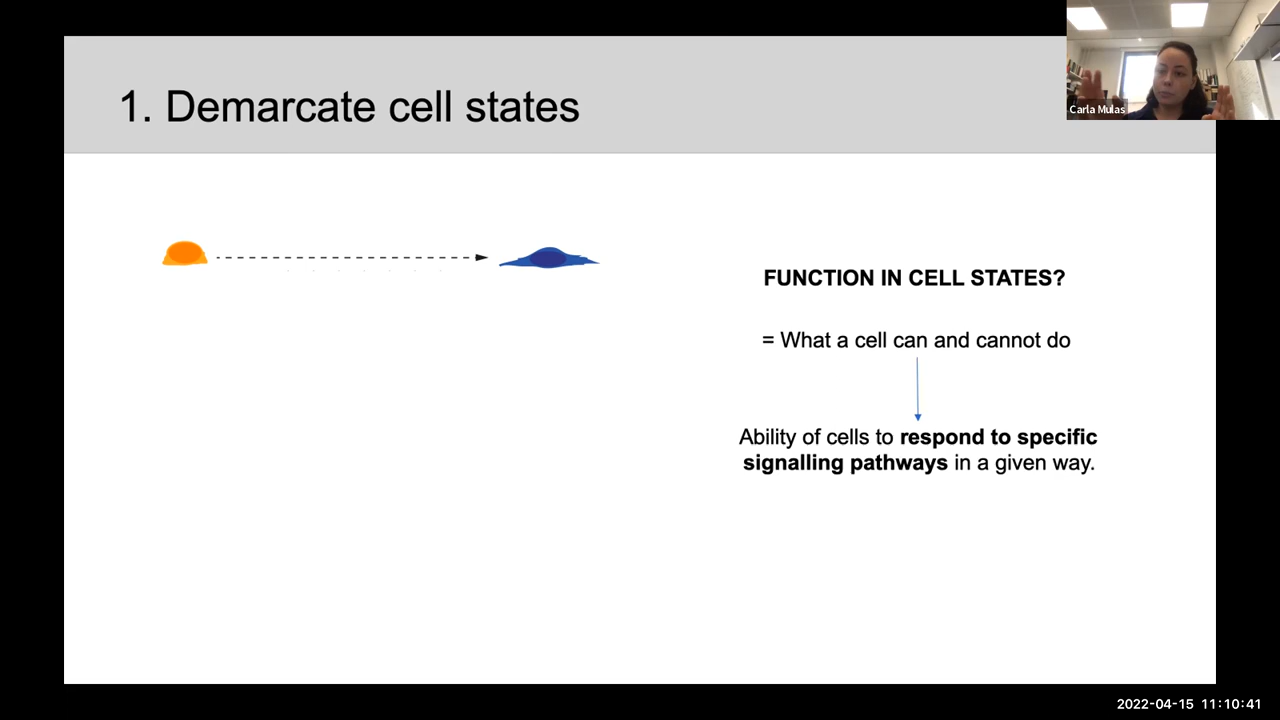 Carla Mulas
1. Demarcate cell states
FUNCTION IN CELL STATES?
= What a cell can and cannot do
Ability of cells to respond to specific
signalling pathways in a given way.
2022-04-15 11:10:41